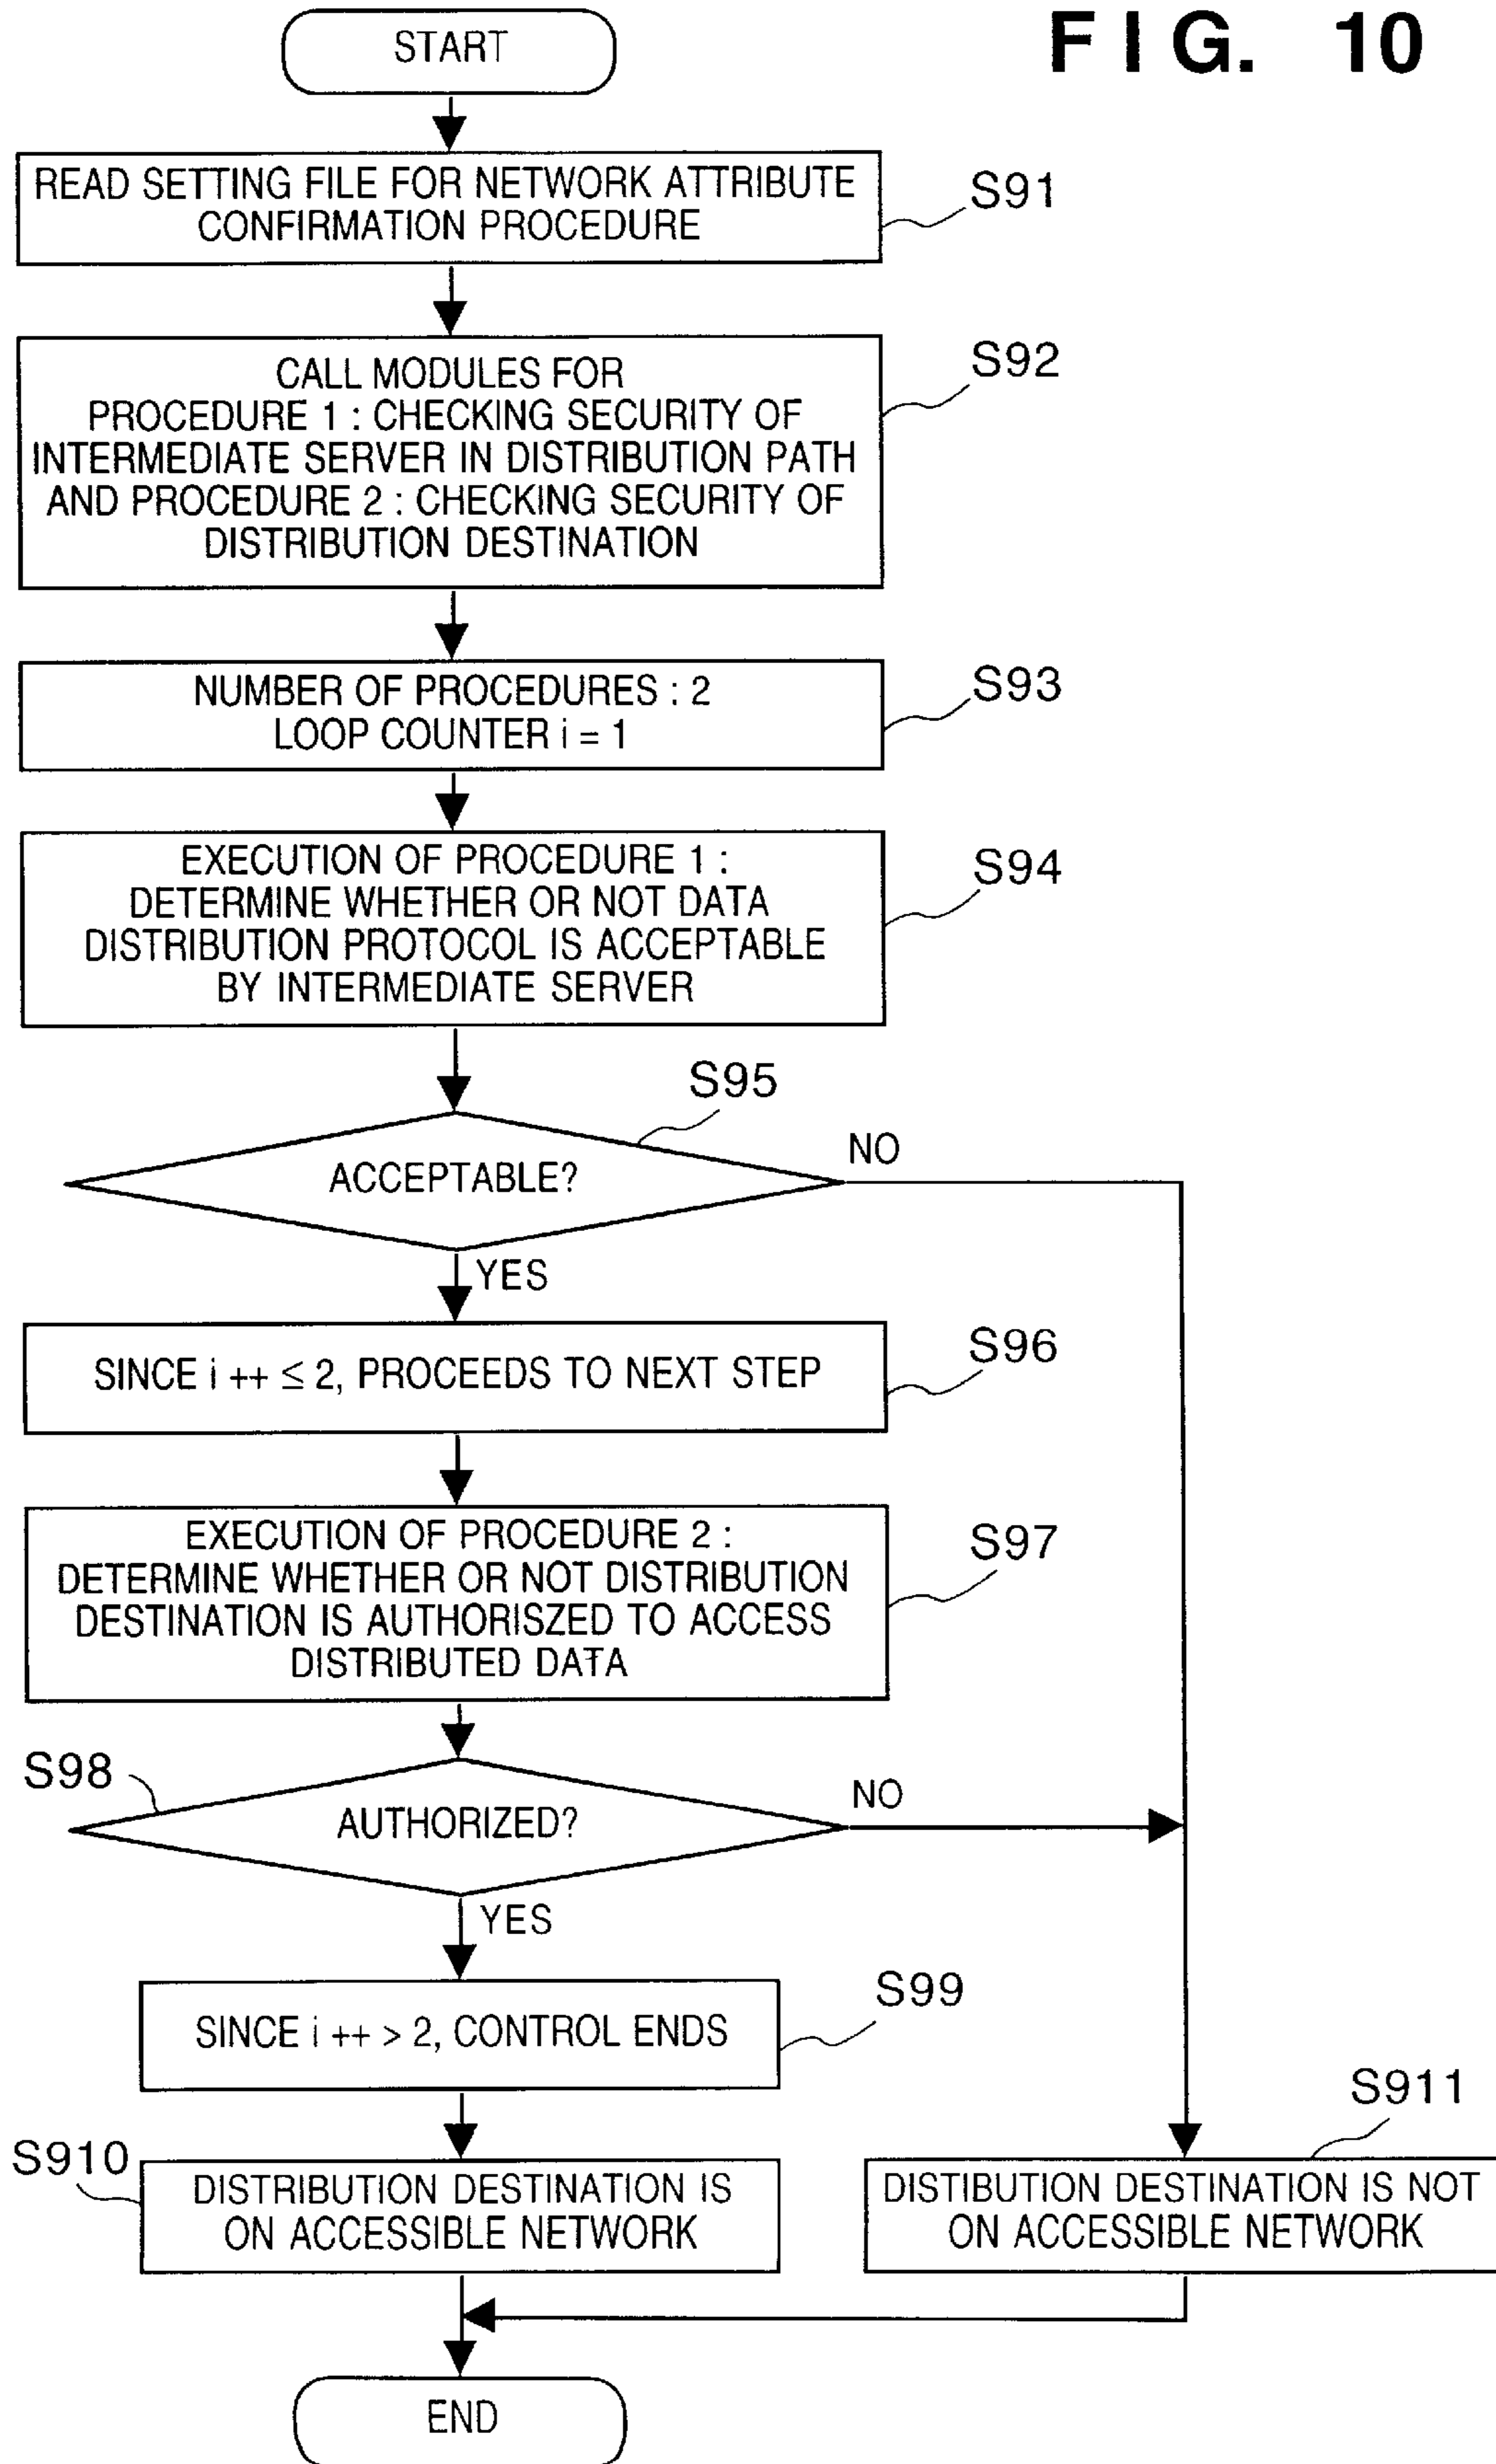 FIG. 10
START
READ SETTING FILE FOR NETWORK ATTRIBUTE
CONFIRMATION PROCEDURE
S91
CALL MODULES FOR
PROCEDURE 1 : CHECKING SECURITY OF
INTERMEDIATE SERVER IN DISTRIBUTION PATH
AND PROCEDURE 2 : CHECKING SECURITY OF
DISTRIBUTION DESTINATION
S92
NUMBER OF PROCEDURES : 2
LOOP COUNTER i = 1
S93
EXECUTION OF PROCEDURE 1 :
DETERMINE WHETHER OR NOT DATA
DISTRIBUTION PROTOCOL IS ACCEPTABLE
BY INTERMEDIATE SERVER
S94
S95
ACCEPTABLE?
NO
YES
SINCE i ++ ≤ 2, PROCEEDS TO NEXT STEP
S96
EXECUTION OF PROCEDURE 2 :
DETERMINE WHETHER OR NOT DISTRIBUTION
DESTINATION IS AUTHORISZED TO ACCESS
DISTRIBUTED DATA
S97
S98
AUTHORIZED?
NO
YES
SINCE i ++ > 2, CONTROL ENDS
S99
S910
DISTRIBUTION DESTINATION IS
ON ACCESSIBLE NETWORK
S911
DISTIBUTION DESTINATION IS NOT
ON ACCESSIBLE NETWORK
END